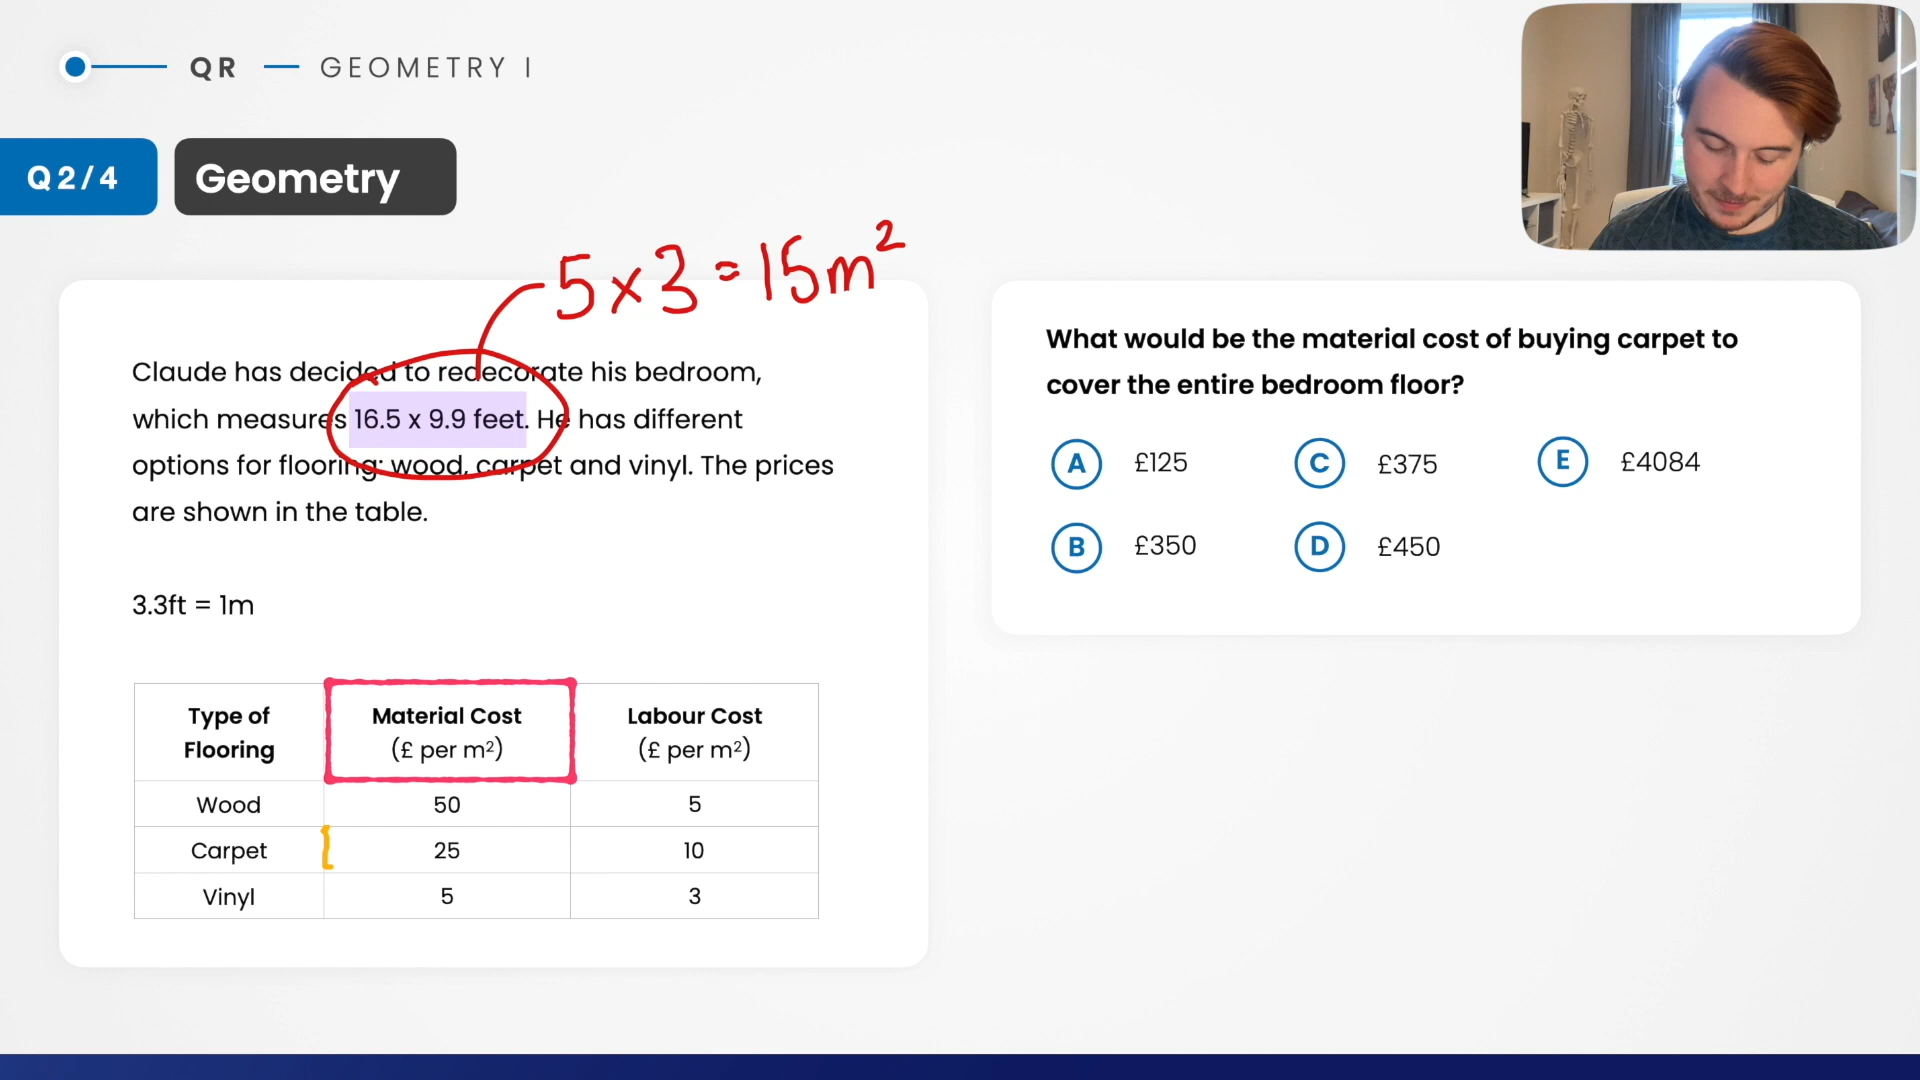 QR — GEOMETRY I
Q2/4
Geometry
5 x 3 = 15m²
Claude has decided to redecorate his bedroom,
which measures 16.5 x 9.9 feet. He has different
options for flooring: wood, carpet and vinyl. The prices
are shown in the table.
3.3ft = 1m
Type of Flooring | Material Cost (£ per m²) | Labour Cost (£ per m²)
Wood 50 5
Carpet 25 10
Vinyl 5 3
What would be the material cost of buying carpet to
cover the entire bedroom floor?
A £125
B £350
C £375
D £450
E £4084